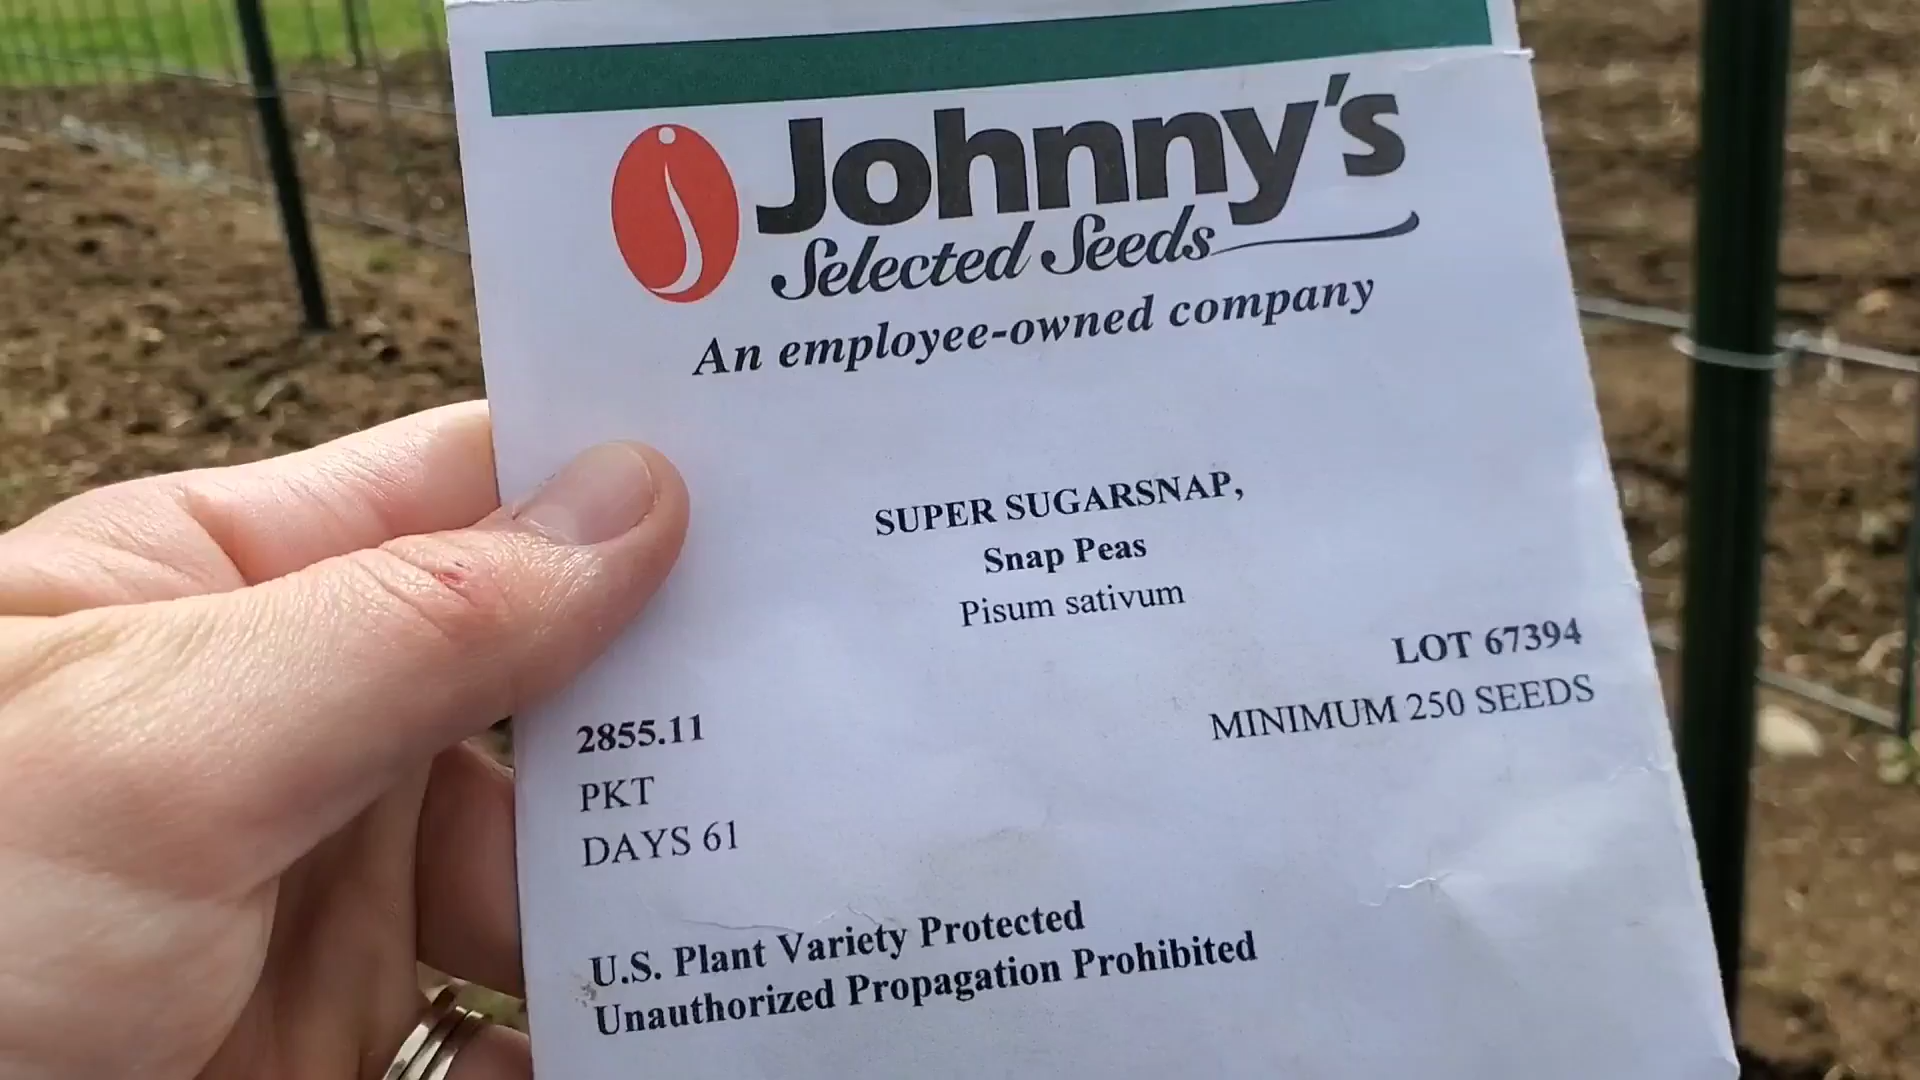 Johnny's
Selected Seeds
An employee-owned company
SUPER SUGARSNAP,
Snap Peas
Pisum sativum
LOT 67394
2855.11
MINIMUM 250 SEEDS
PKT
DAYS 61
U.S. Plant Variety Protected
Unauthorized Propagation Prohibited